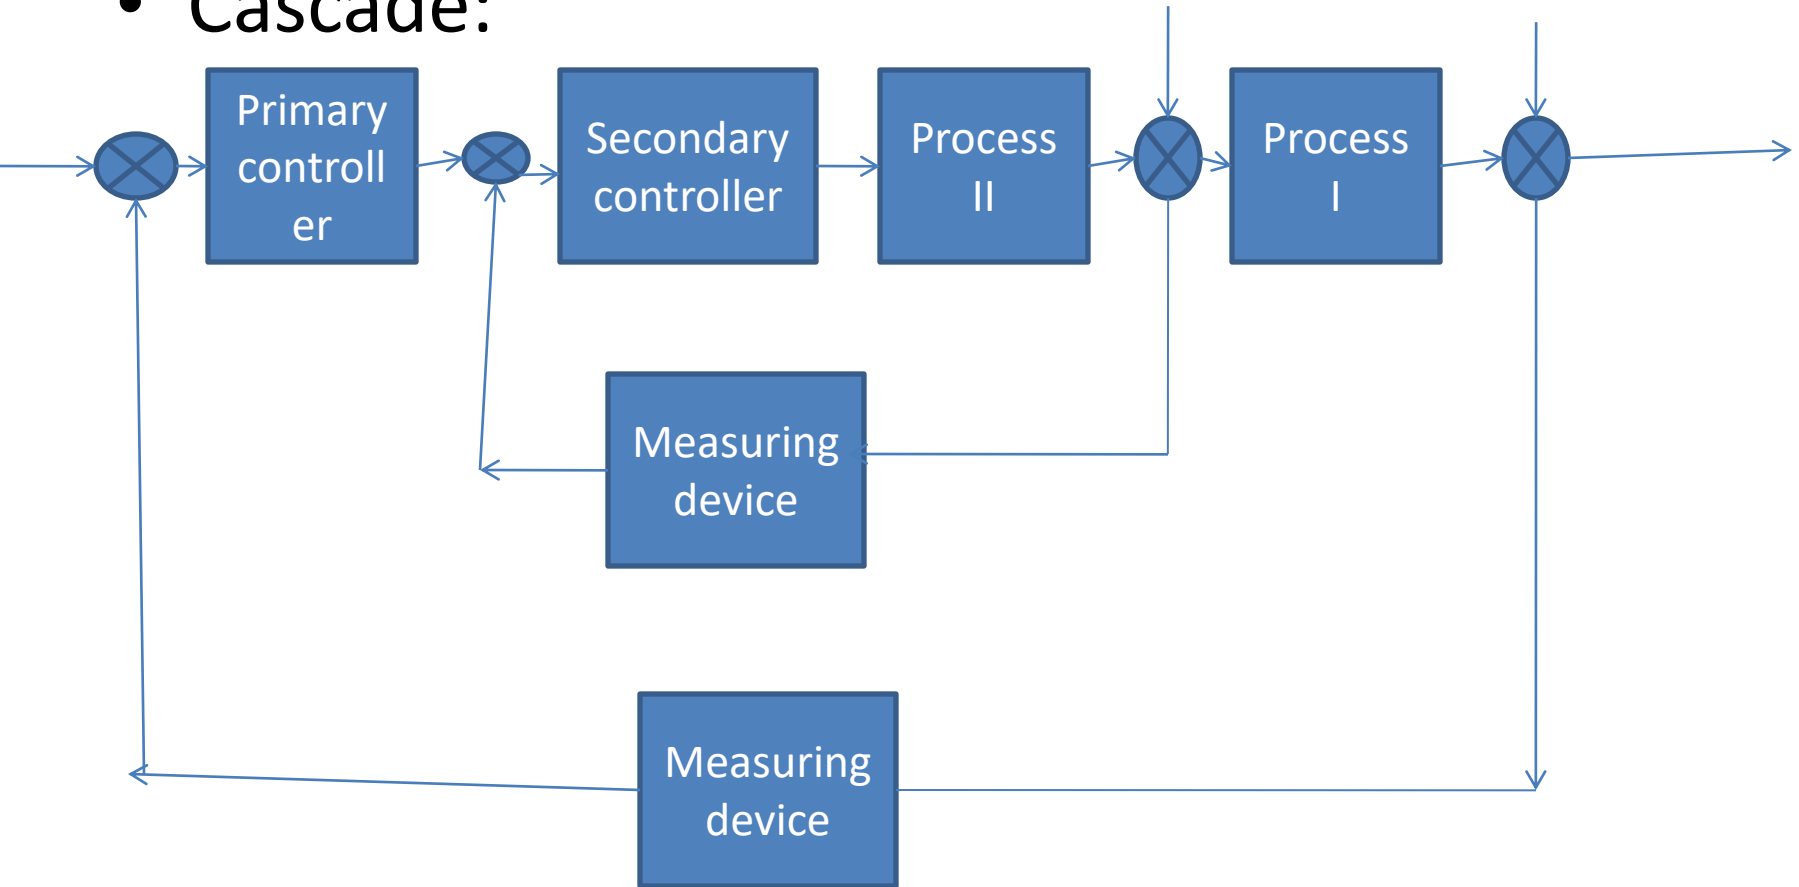 • Cascade:
Primary
controll
er
Secondary
controller
Process
II
Process
I
Measuring
device
Measuring
device